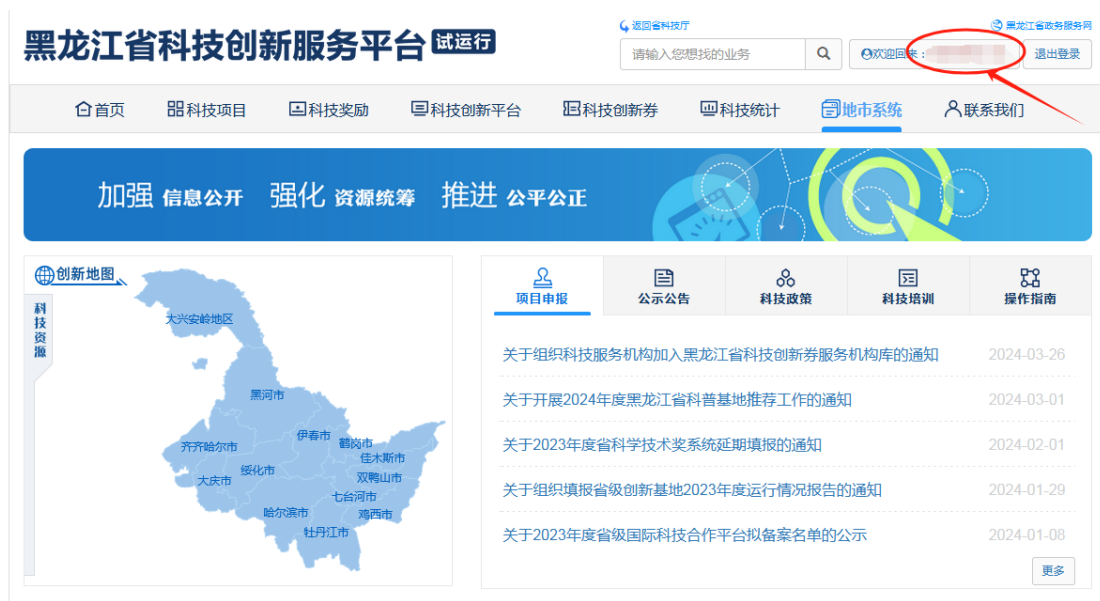 黑龙江省科技创新服务平台 试运行
返回省科技厅
黑龙江省政务服务网
请输入您想找的业务
欢迎回来：
退出登录
首页 科技项目 科技奖励 科技创新平台 科技创新券 科技统计 地市系统 联系我们
加强 信息公开 强化 资源统筹 推进 公平公正
创新地图
科技资源
大兴安岭地区
黑河市
伊春市
鹤岗市
齐齐哈尔市
佳木斯市
绥化市
双鸭山市
大庆市
七台河市
哈尔滨市
鸡西市
牡丹江市
项目申报 公示公告 科技政策 科技培训 操作指南
关于组织科技服务机构加入黑龙江省科技创新券服务机构库的通知 2024-03-26
关于开展2024年度黑龙江省科普基地推荐工作的通知 2024-03-01
关于2023年度省科学技术奖系统延期填报的通知 2024-02-01
关于组织填报省级创新基地2023年度运行情况报告的通知 2024-01-29
关于2023年度省级国际科技合作平台拟备案名单的公示 2024-01-08
更多